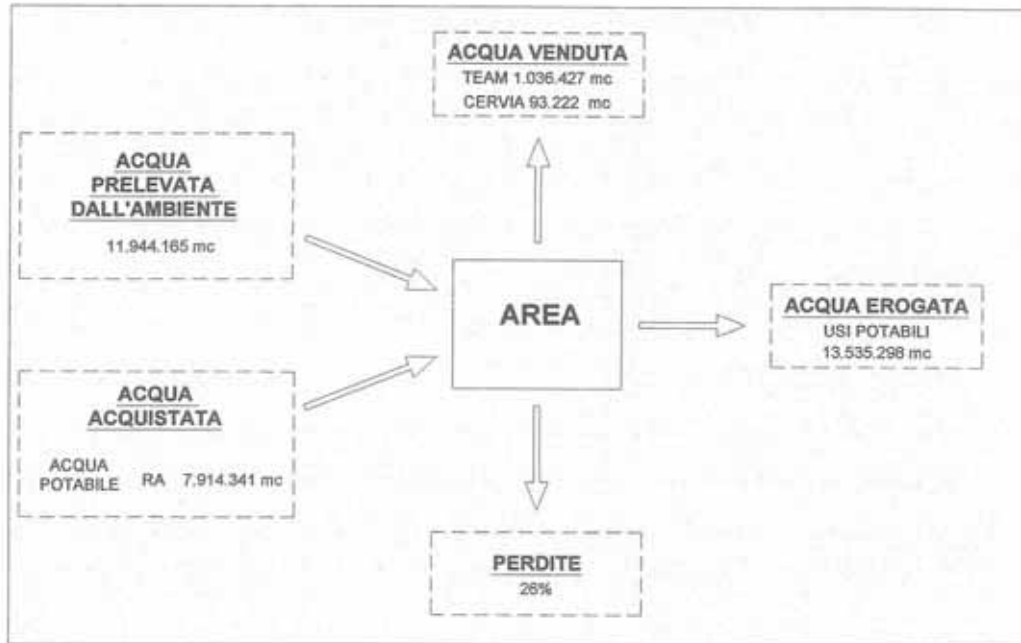 ACQUA VENDUTA
TEAM 1.036.427 mc
CERVIA 93.222 mc
ACQUA
PRELEVATA
DALL'AMBIENTE
11.944.165 mc
AREA
ACQUA EROGATA
USI POTABILI
13.535.298 mc
ACQUA
ACQUISTATA
ACQUA
POTABILE RA 7.914.341 mc
PERDITE
26%